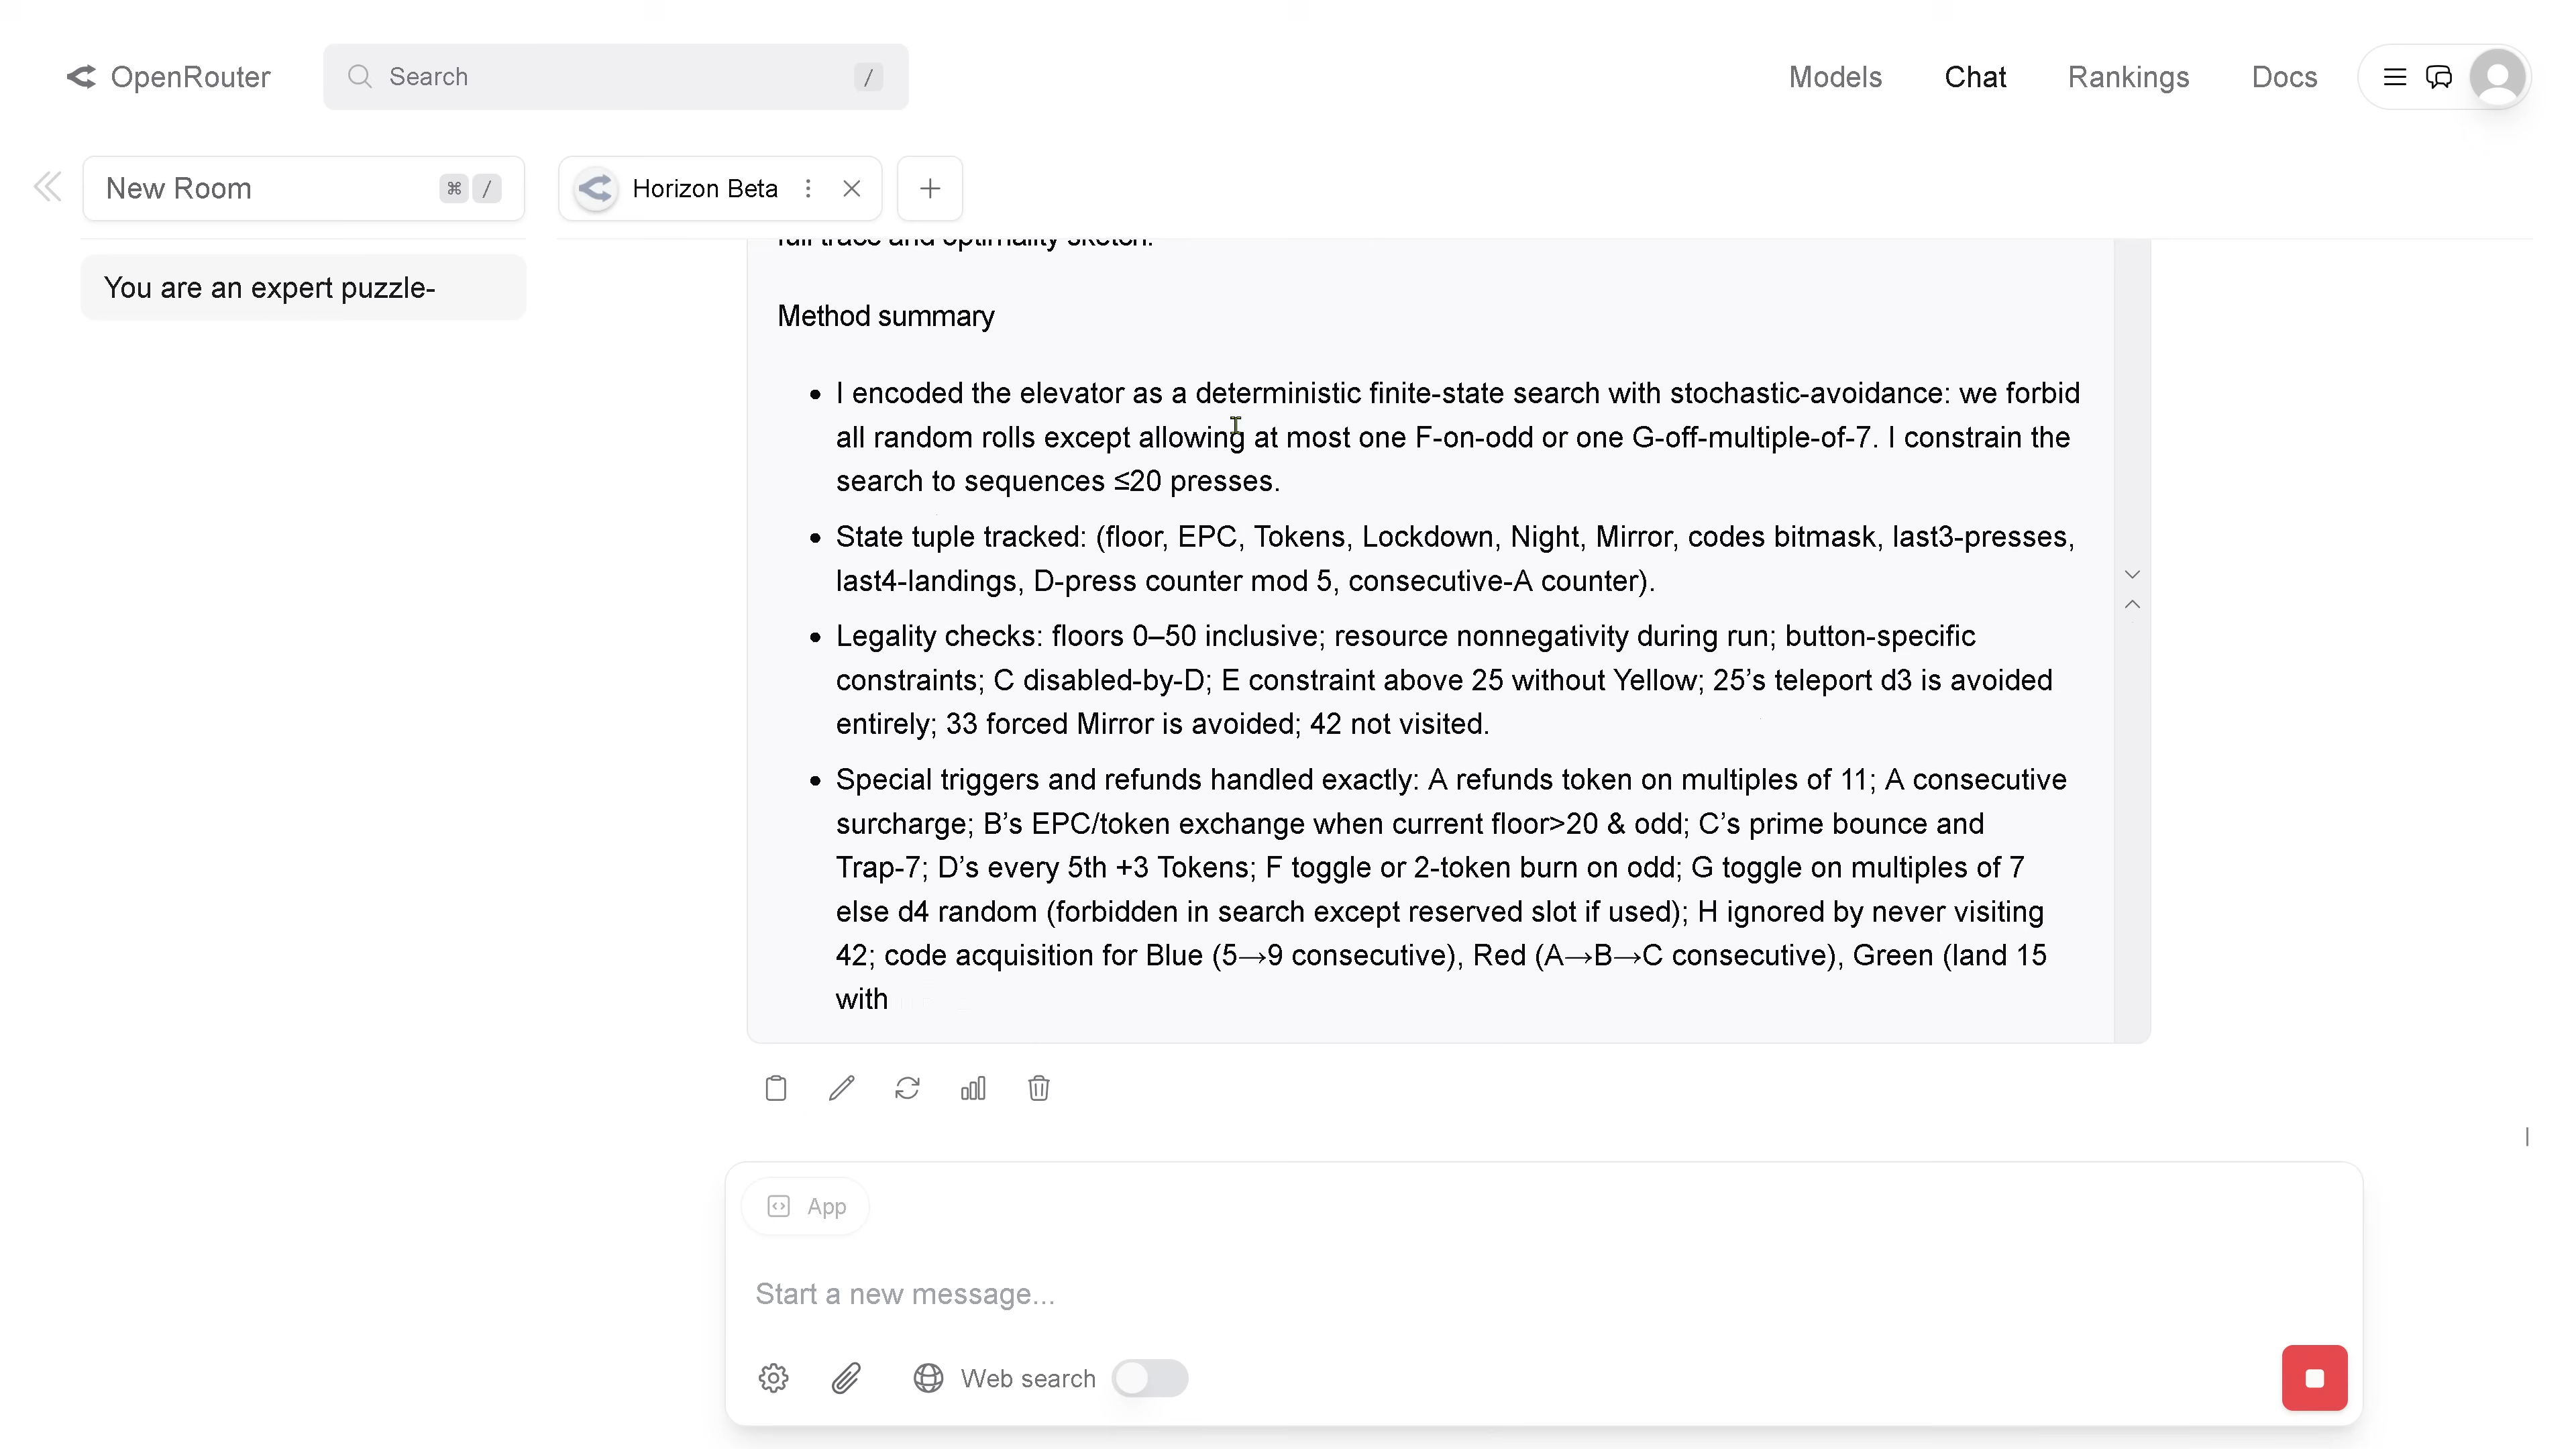 OpenRouter
Search
/
Models
Chat
Rankings
Docs
New Room
⌘ /
Horizon Beta
You are an expert puzzle-
full trace and optimality sketch.
Method summary
• I encoded the elevator as a deterministic finite-state search with stochastic-avoidance: we forbid
all random rolls except allowing at most one F-on-odd or one G-off-multiple-of-7. I constrain the
search to sequences ≤20 presses.
• State tuple tracked: (floor, EPC, Tokens, Lockdown, Night, Mirror, codes bitmask, last3-presses,
last4-landings, D-press counter mod 5, consecutive-A counter).
• Legality checks: floors 0–50 inclusive; resource nonnegativity during run; button-specific
constraints; C disabled-by-D; E constraint above 25 without Yellow; 25’s teleport d3 is avoided
entirely; 33 forced Mirror is avoided; 42 not visited.
• Special triggers and refunds handled exactly: A refunds token on multiples of 11; A consecutive
surcharge; B’s EPC/token exchange when current floor>20 & odd; C’s prime bounce and
Trap-7; D’s every 5th +3 Tokens; F toggle or 2-token burn on odd; G toggle on multiples of 7
else d4 random (forbidden in search except reserved slot if used); H ignored by never visiting
42; code acquisition for Blue (5→9 consecutive), Red (A→B→C consecutive), Green (land 15
with
App
Start a new message...
Web search